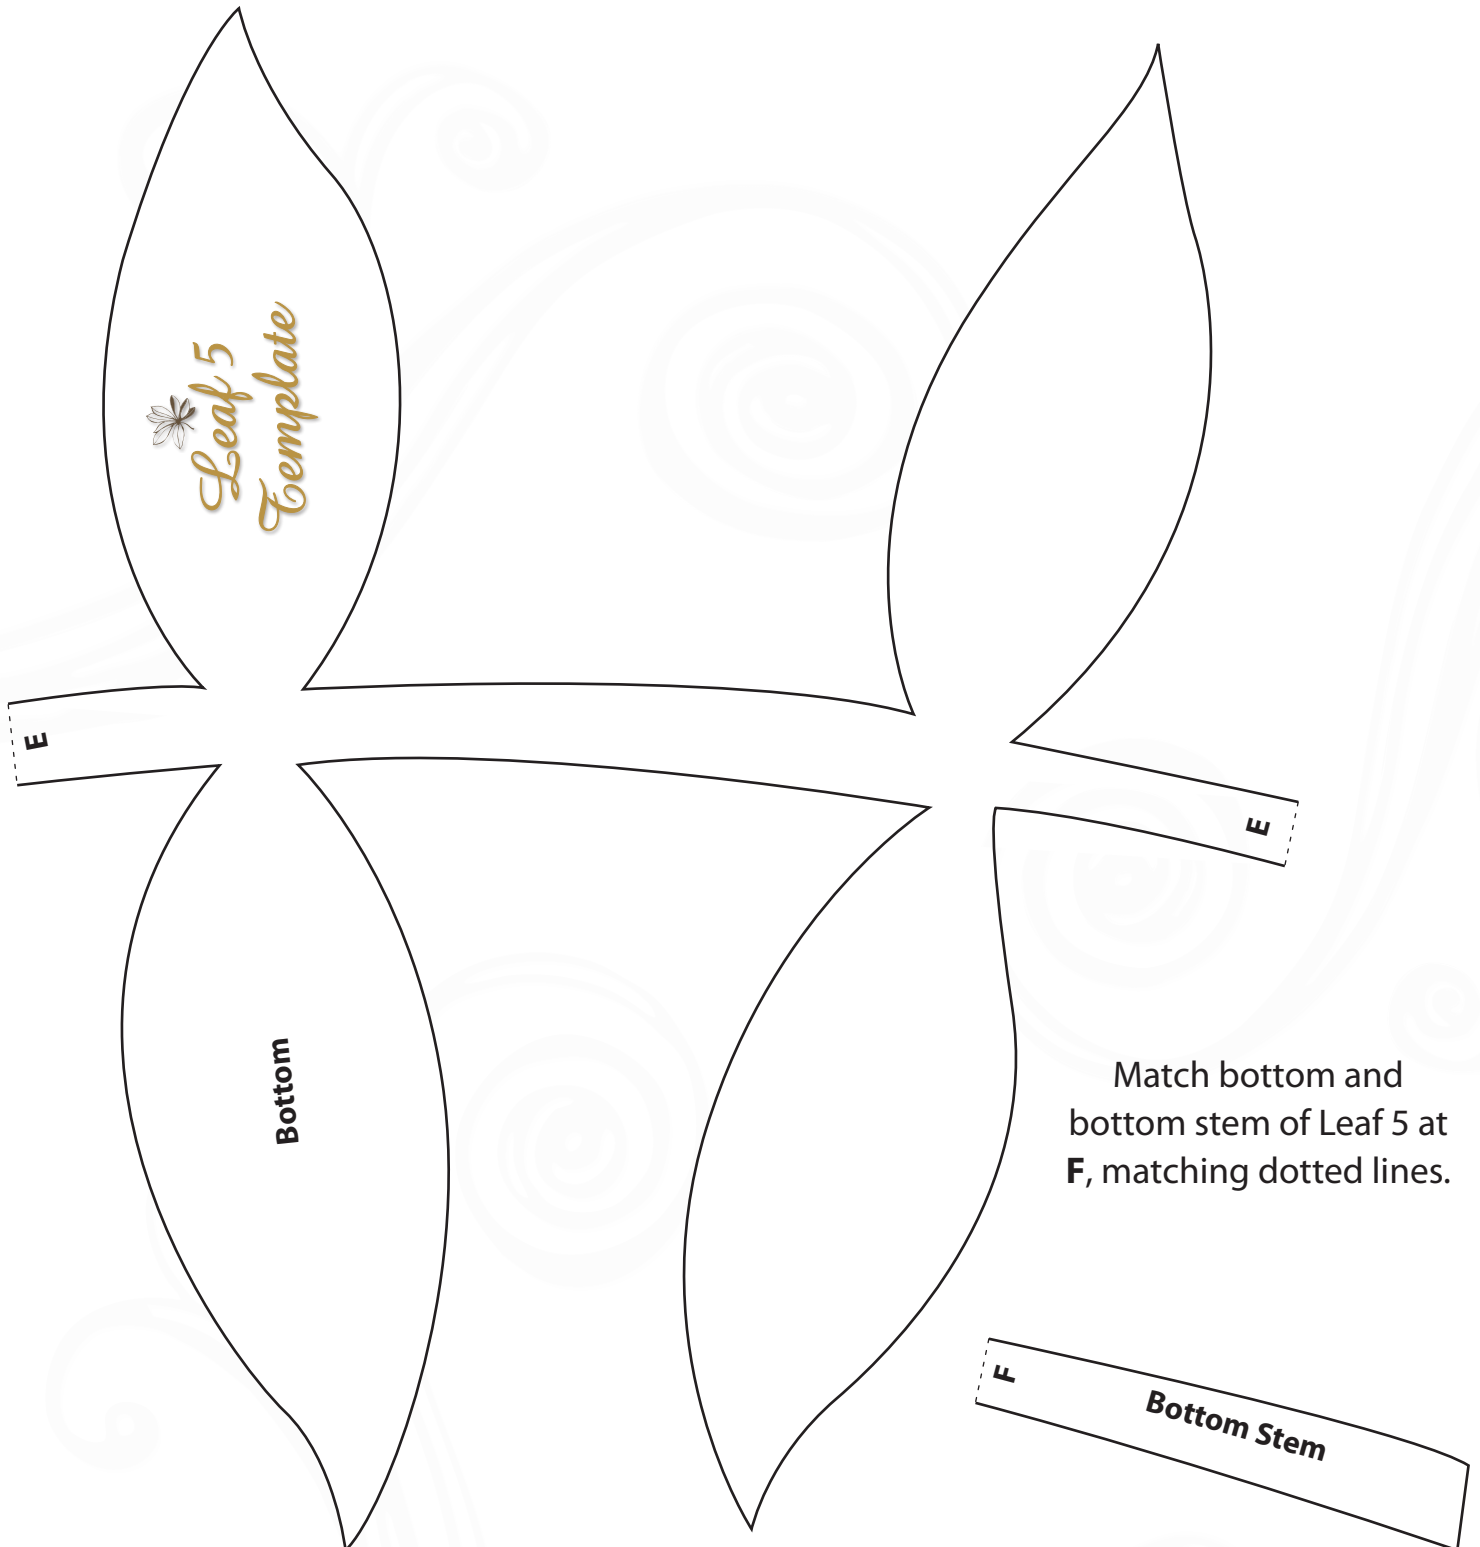 Leaf 5
Template
E
E
Bottom
Match bottom and
bottom stem of Leaf 5 at
F, matching dotted lines.
F
Bottom Stem